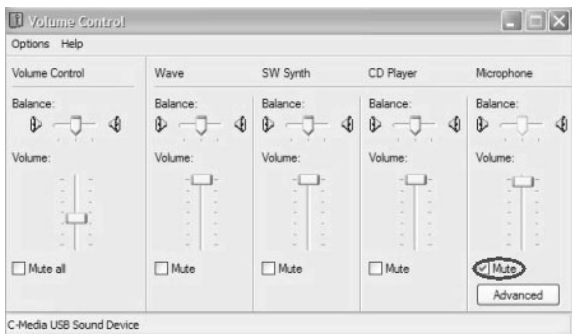 Volume Control
Options Help
Volume Control Wave SW Synth CD Player Microphone
Balance: Balance: Balance: Balance: Balance:
Volume: Volume: Volume: Volume: Volume:
Mute all Mute Mute Mute Mute
Advanced
C-Media USB Sound Device